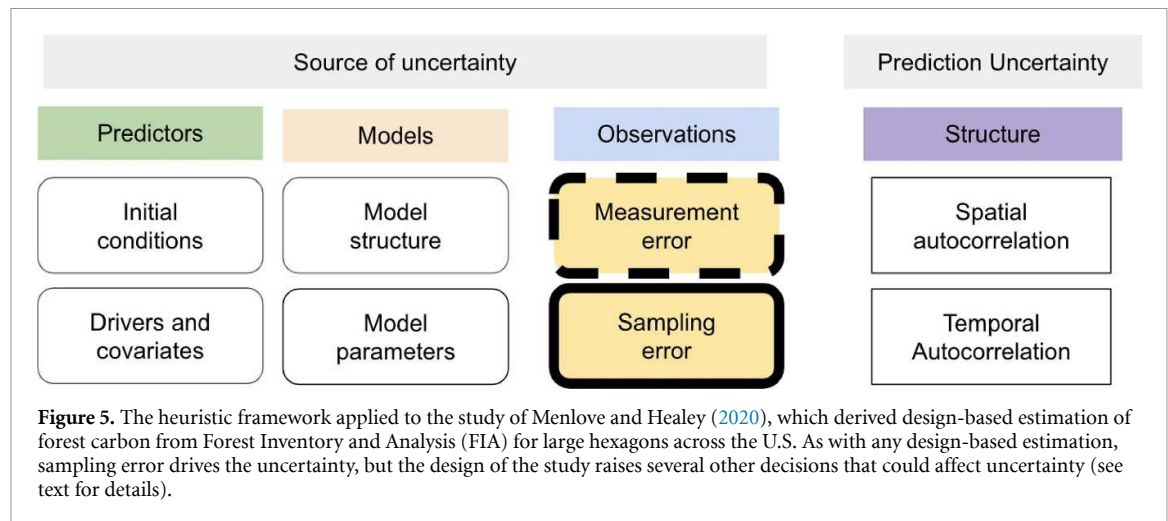 Source of uncertainty
Prediction Uncertainty
Predictors
Models
Observations
Structure
Initial
conditions
Model
structure
Measurement
error
Spatial
autocorrelation
Drivers and
covariates
Model
parameters
Sampling
error
Temporal
Autocorrelation
Figure 5. The heuristic framework applied to the study of Menlove and Healey (2020), which derived design-based estimation of
forest carbon from Forest Inventory and Analysis (FIA) for large hexagons across the U.S. As with any design-based estimation,
sampling error drives the uncertainty, but the design of the study raises several other decisions that could affect uncertainty (see
text for details).